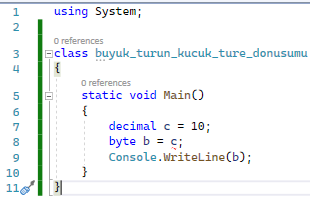 1 using System;
2
0 references
3 class buyuk_turun_kucuk_ture_donusumu
4 {
0 references
5 static void Main()
6 {
7 decimal c = 10;
8 byte b = c;
9 Console.WriteLine(b);
10 }
11 }